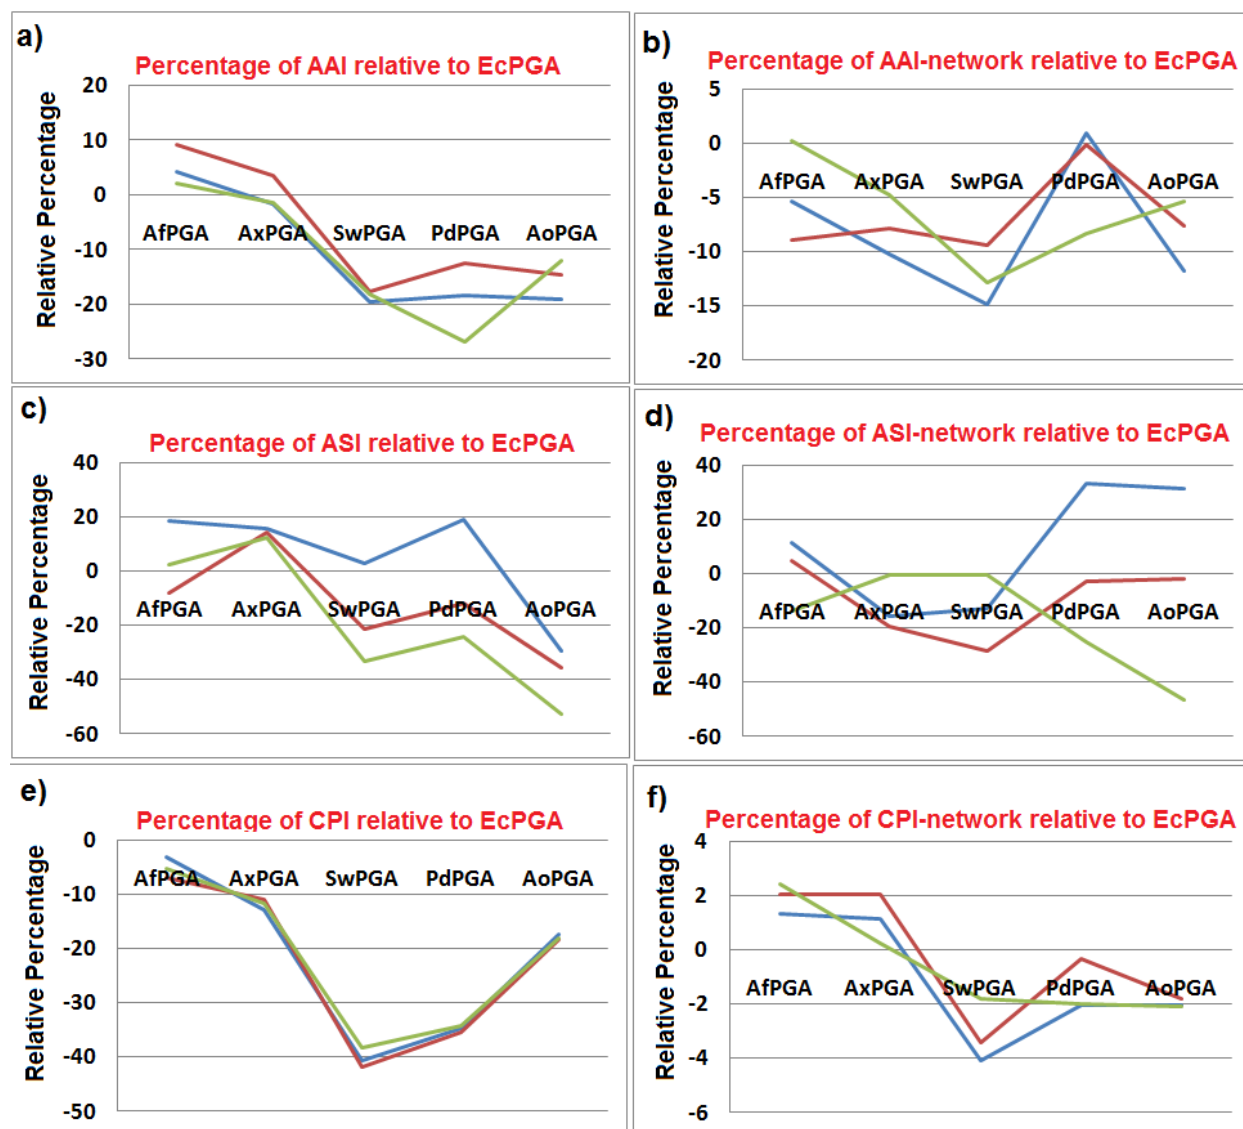 a)
Percentage of AAI relative to EcPGA
Relative Percentage
20
10
0
-10
-20
-30
AfPGA AxPGA SwPGA PdPGA AoPGA
b)
Percentage of AAI-network relative to EcPGA
Relative Percentage
5
0
-5
-10
-15
-20
AfPGA AxPGA SwPGA PdPGA AoPGA
c)
Percentage of ASI relative to EcPGA
Relative Percentage
40
20
0
-20
-40
-60
AfPGA AxPGA SwPGA PdPGA AoPGA
d)
Percentage of ASI-network relative to EcPGA
Relative Percentage
40
20
0
-20
-40
-60
AfPGA AxPGA SwPGA PdPGA AoPGA
e)
Percentage of CPI relative to EcPGA
Relative Percentage
0
-10
-20
-30
-40
-50
AfPGA AxPGA SwPGA PdPGA AoPGA
f)
Percentage of CPI-network relative to EcPGA
Relative Percentage
4
2
0
-2
-4
-6
AfPGA AxPGA SwPGA PdPGA AoPGA